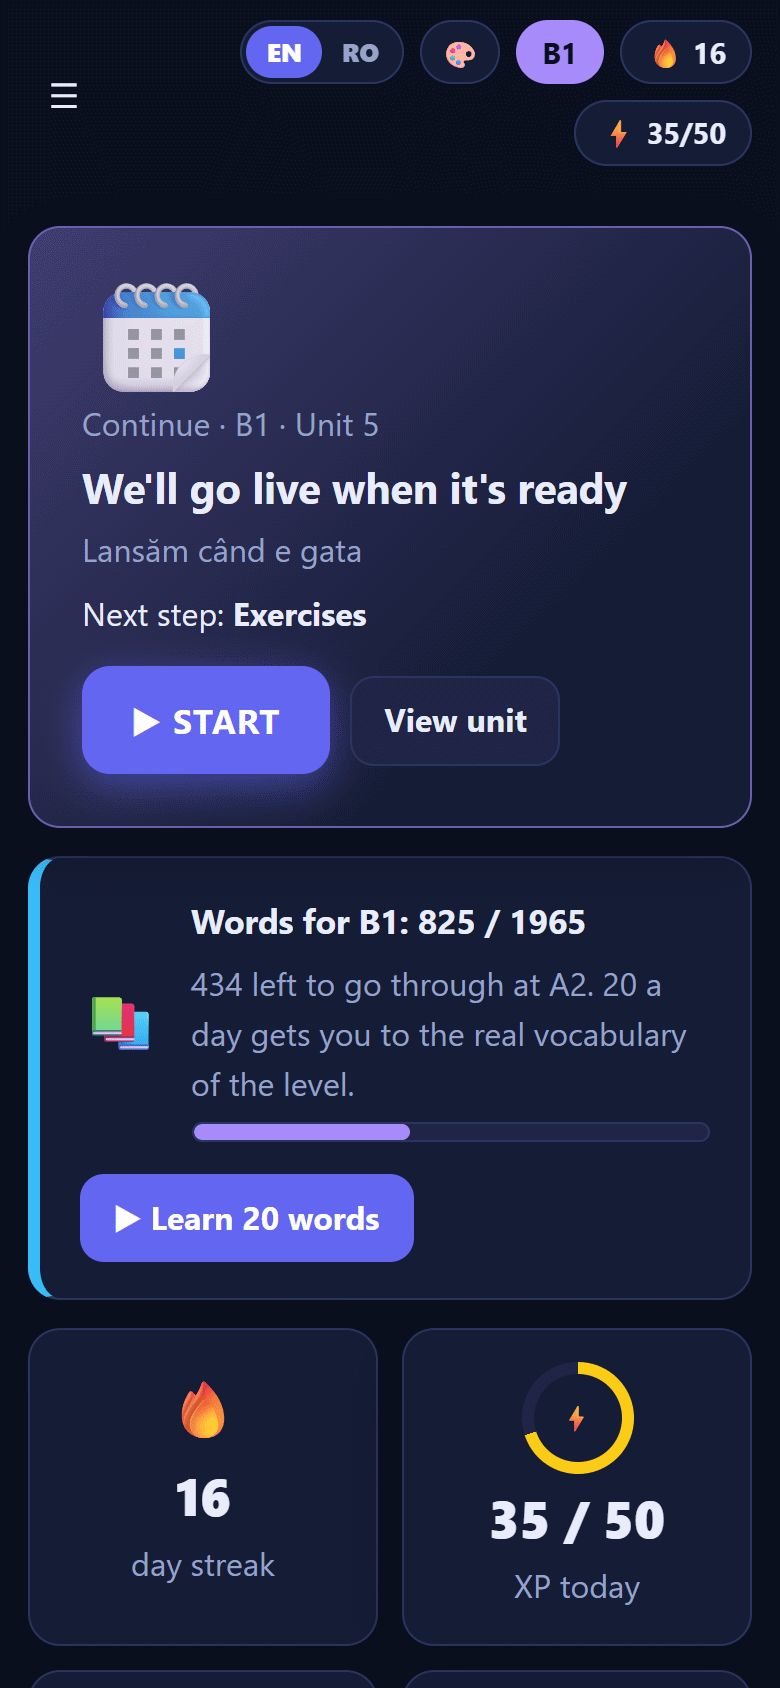 EN RO B1 16
35/50
Continue · B1 · Unit 5
We'll go live when it's ready
Lansăm când e gata
Next step: Exercises
START View unit
Words for B1: 825 / 1965
434 left to go through at A2. 20 a
day gets you to the real vocabulary
of the level.
Learn 20 words
16
day streak
35 / 50
XP today